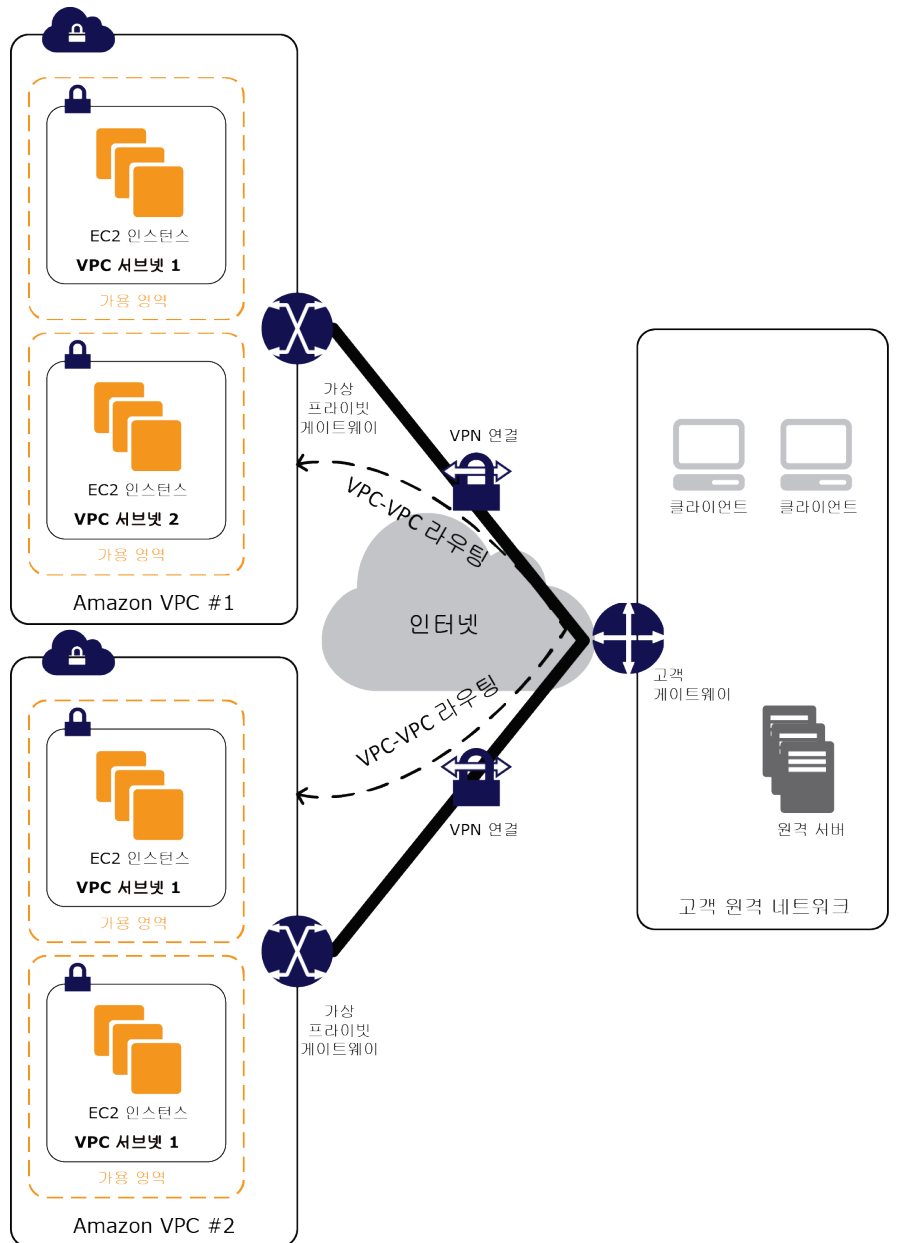 EC2 인스턴스
VPC 서브넷 1
가용 영역
EC2 인스턴스
VPC 서브넷 2
가용 영역
Amazon VPC #1
가상
프라이빗
게이트웨이
VPN 연결
VPC-VPC 라우팅
인터넷
VPC-VPC 라우팅
VPN 연결
클라이언트
클라이언트
고객
게이트웨이
원격 서버
고객 원격 네트워크
EC2 인스턴스
VPC 서브넷 1
가용 영역
가상
프라이빗
게이트웨이
EC2 인스턴스
VPC 서브넷 1
가용 영역
Amazon VPC #2